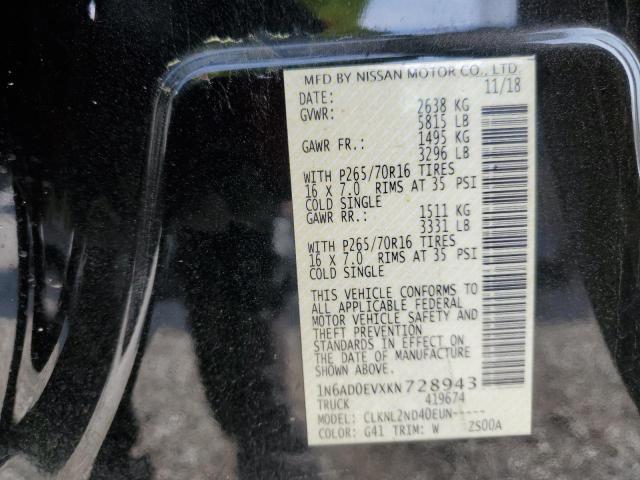 MFD BY NISSAN MOTOR CO., LTD.
DATE: 11/18
GVWR: 2638 KG
5815 LB
GAWR FR.: 1495 KG
3296 LB
WITH P265/70R16 TIRES
16 X 7.0 RIMS AT 35 PSI
COLD SINGLE
GAWR RR.: 1511 KG
3331 LB
WITH P265/70R16 TIRES
16 X 7.0 RIMS AT 35 PSI
COLD SINGLE
THIS VEHICLE CONFORMS TO
ALL APPLICABLE FEDERAL
MOTOR VEHICLE SAFETY AND
THEFT PREVENTION
STANDARDS IN EFFECT ON
THE DATE OF MANUFACTURE
SHOWN ABOVE.
1N6AD0EVXKN728943
TRUCK 419674
MODEL: CLKNL2ND40EUN-----
COLOR: G41 TRIM: W ZS00A